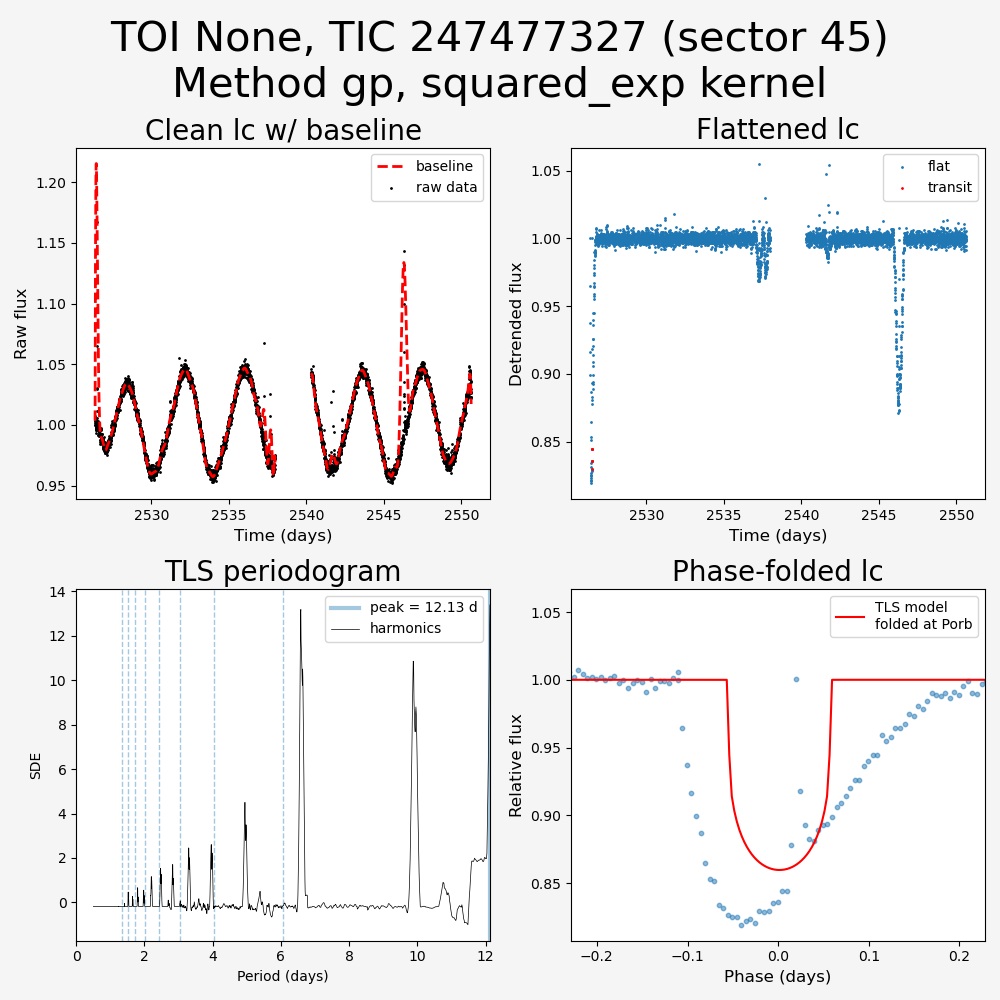 TOI None, TIC 247477327 (sector 45)
Method gp, squared_exp kernel
Clean lc w/ baseline
Flattened lc
baseline
raw data
flat
transit
1.20
1.15
1.10
1.05
1.00
0.95
Raw flux
2530
2535
2540
2545
2550
Time (days)
1.05
1.00
0.95
0.90
0.85
Detrended flux
2530
2535
2540
2545
2550
Time (days)
TLS periodogram
Phase-folded lc
peak = 12.13 d
harmonics
TLS model
folded at Porb
14
12
10
8
6
4
2
0
SDE
0
2
4
6
8
10
12
Period (days)
1.05
1.00
0.95
0.90
0.85
Relative flux
−0.2
−0.1
0.0
0.1
0.2
Phase (days)